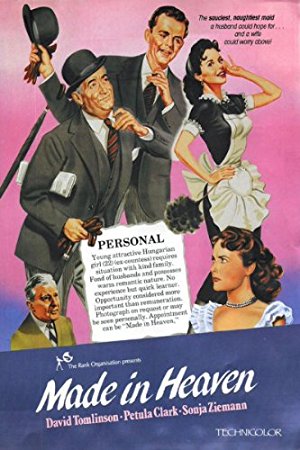 The sauciest, naughtiest maid
a husband could hope for -
and a wife
could worry above!
PERSONAL
Young attractive Hungarian
girl (22) (ex-countess) requires
situation with kind family.
Fond of husbands and possesses
warm romantic nature. No
experience but quick learner.
Opportunity considered more
important than remuneration.
Photograph on request or may
be seen personally. Appointment
can be "Made in Heaven."
The Rank Organisation presents
Made in Heaven
David Tomlinson · Petula Clark · Sonja Ziemann
TECHNICOLOR